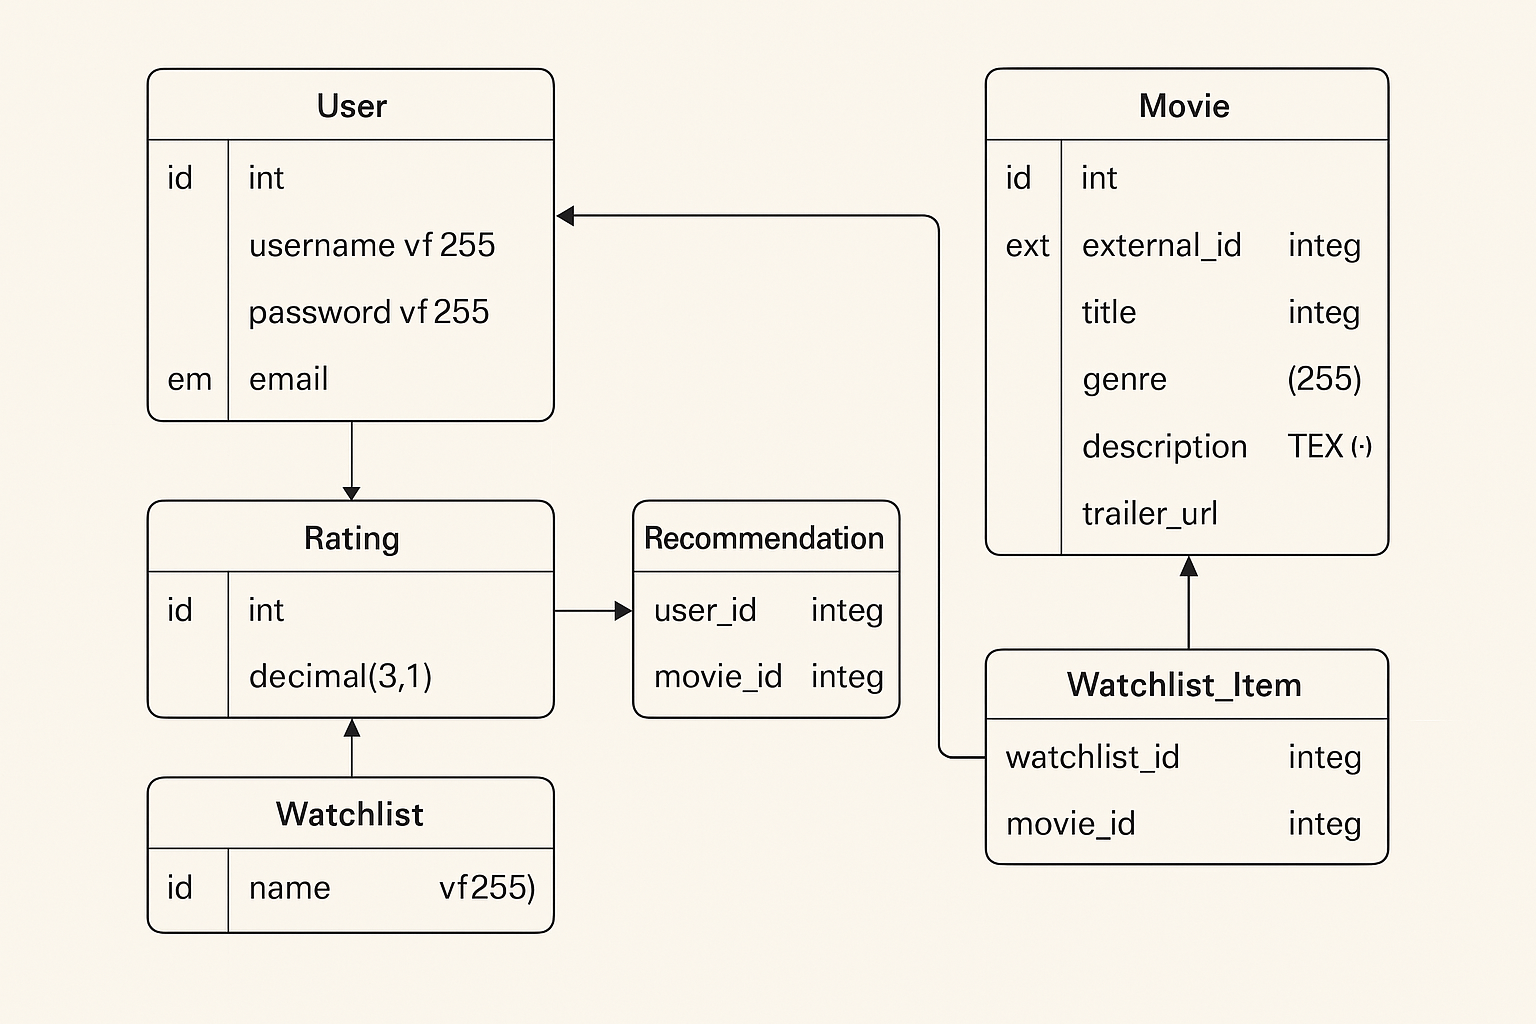 User
id int
username vf 255
password vf 255
em email
Movie
id int
ext external_id integ
title integ
genre (255)
description TEX (·)
trailer_url
Rating
id int
decimal(3,1)
Recommendation
user_id integ
movie_id integ
Watchlist
id name vf255)
Watchlist_Item
watchlist_id integ
movie_id integ